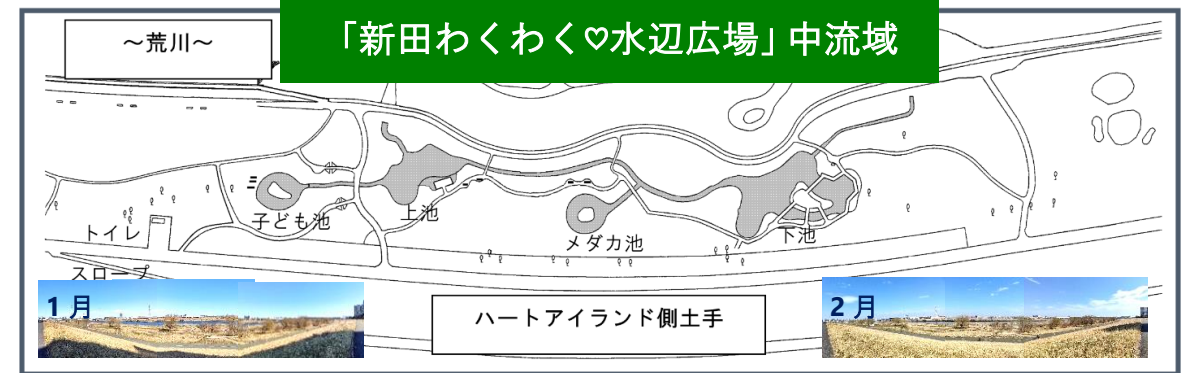 「新田わくわく♡水辺広場」中流域
～荒川～
子ども池
上池
メダカ池
下池
トイレ
スロープ
1月
ハートアイランド側土手
2月